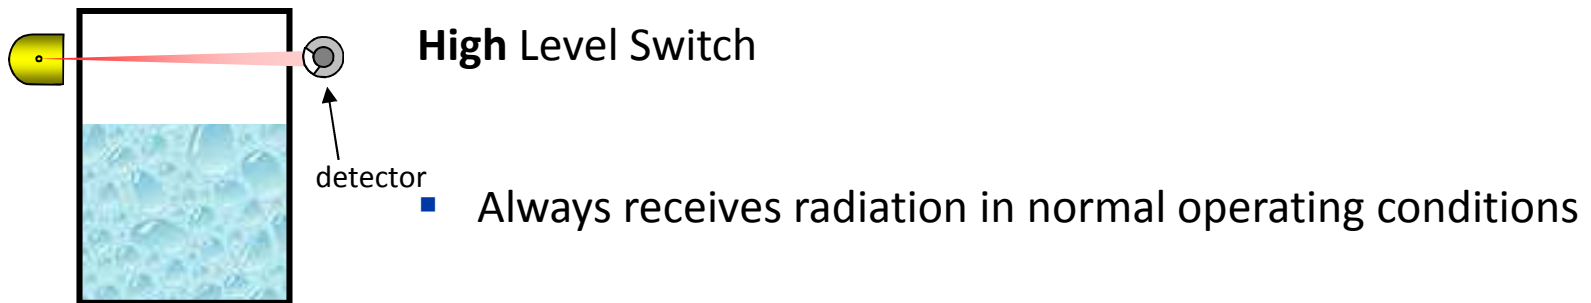 High Level Switch
detector
Always receives radiation in normal operating conditions